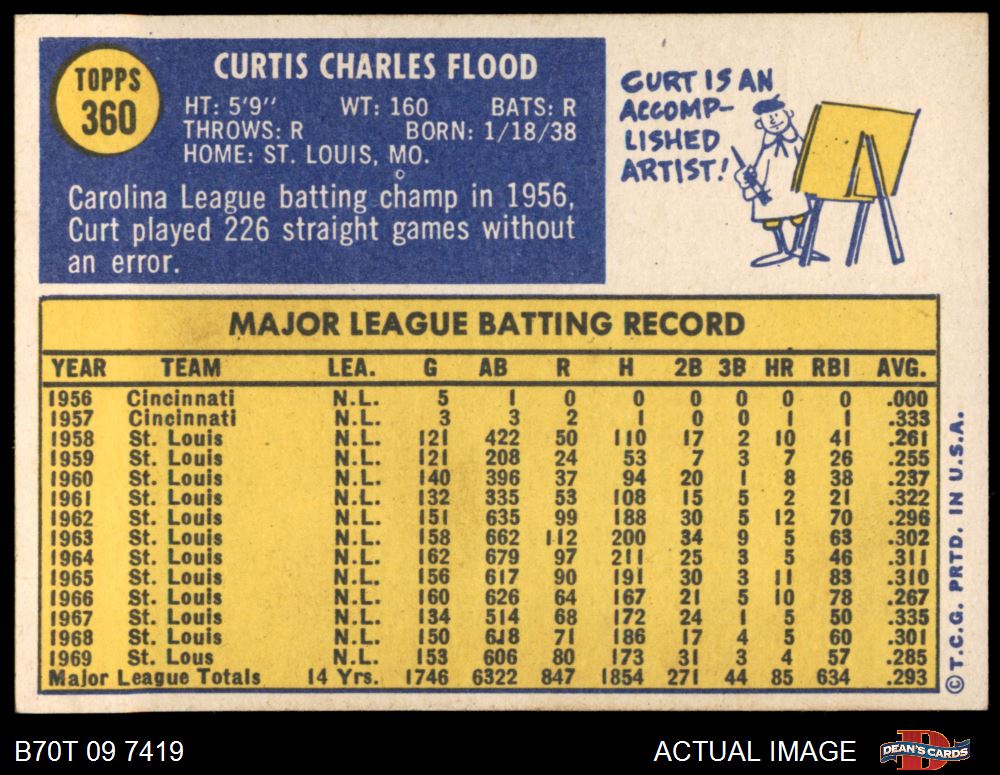 TOPPS
360
CURTIS CHARLES FLOOD
HT: 5'9" WT: 160 BATS: R
THROWS: R BORN: 1/18/38
HOME: ST. LOUIS, MO.
Carolina League batting champ in 1956,
Curt played 226 straight games without
an error.
CURT IS AN
ACCOMP-
LISHED
ARTIST!
MAJOR LEAGUE BATTING RECORD
YEAR TEAM LEA. G AB R H 2B 3B HR RBI AVG.
1956 Cincinnati N.L. 5 1 0 0 0 0 0 0 .000
1957 Cincinnati N.L. 3 3 2 1 0 0 1 1 .333
1958 St. Louis N.L. 121 422 50 110 17 2 10 41 .261
1959 St. Louis N.L. 121 208 24 53 7 3 7 26 .255
1960 St. Louis N.L. 140 396 37 94 20 1 8 38 .237
1961 St. Louis N.L. 132 335 53 108 15 5 2 21 .322
1962 St. Louis N.L. 151 635 99 188 30 5 12 70 .296
1963 St. Louis N.L. 158 662 112 200 34 9 5 63 .302
1964 St. Louis N.L. 162 679 97 211 25 3 5 46 .311
1965 St. Louis N.L. 156 617 90 191 30 3 11 83 .310
1966 St. Louis N.L. 160 626 64 167 21 5 10 78 .267
1967 St. Louis N.L. 134 514 68 172 24 1 5 50 .335
1968 St. Louis N.L. 150 618 71 186 17 4 5 60 .301
1969 St. Lous N.L. 153 606 80 173 31 3 4 57 .285
Major League Totals 14 Yrs. 1746 6322 847 1854 271 44 85 634 .293
© T.C.G. PRTD. IN U.S.A.
B70T 09 7419
ACTUAL IMAGE
D
DEAN'S CARDS